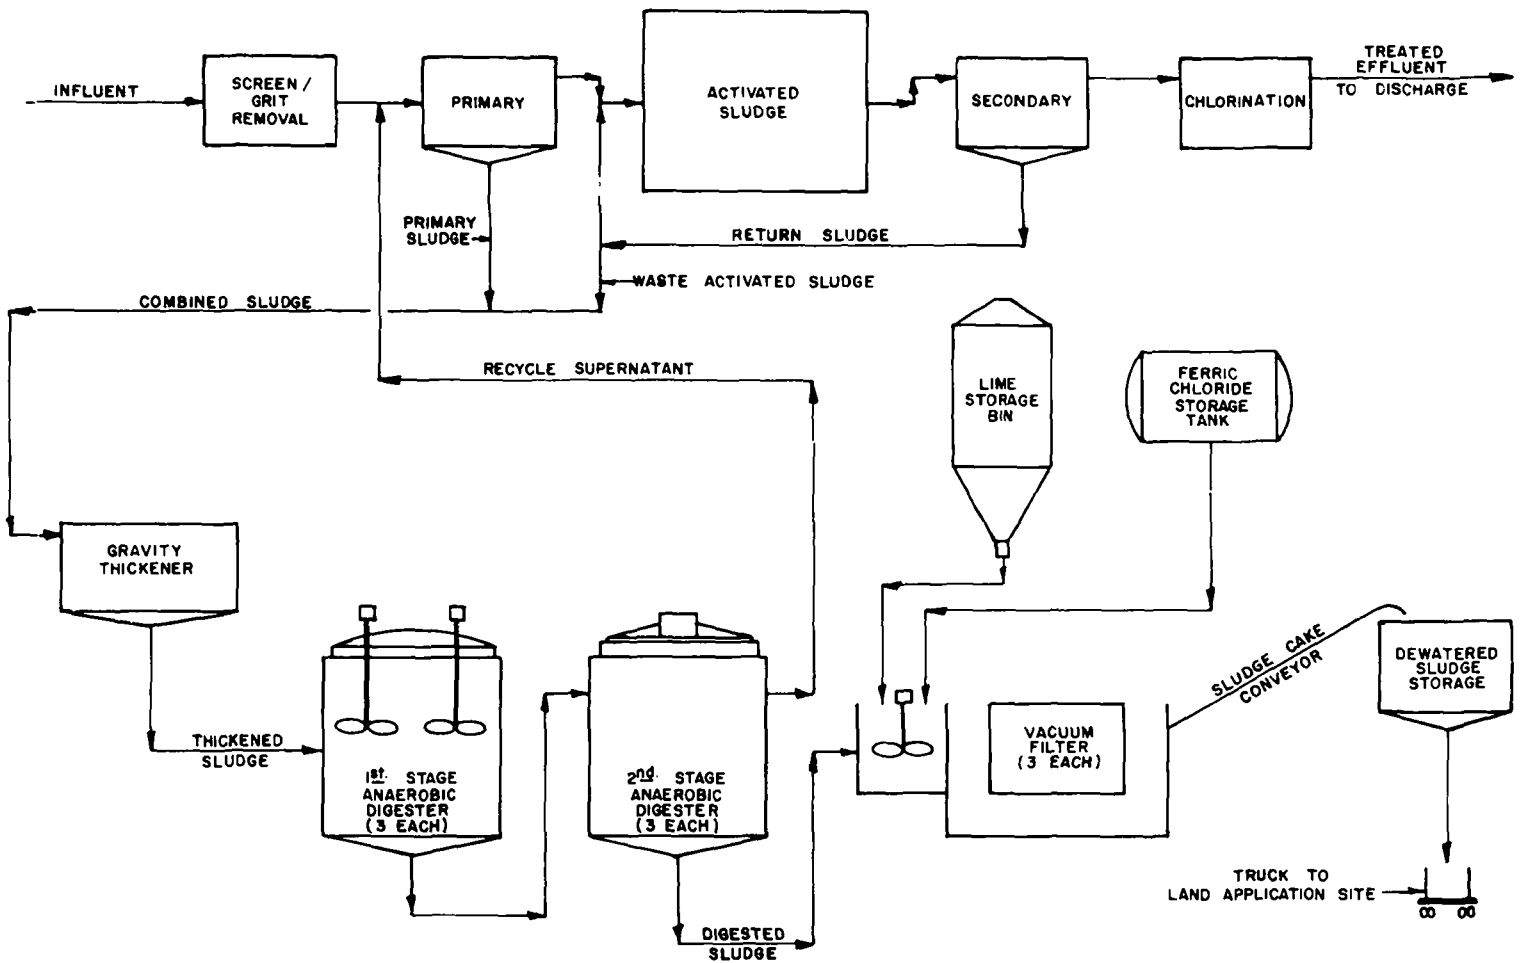 INFLUENT
SCREEN/
GRIT
REMOVAL
PRIMARY
ACTIVATED
SLUDGE
SECONDARY
CHLORINATION
TREATED
EFFLUENT
TO DISCHARGE
PRIMARY
SLUDGE
RETURN SLUDGE
WASTE ACTIVATED SLUDGE
COMBINED SLUDGE
RECYCLE SUPERNATANT
LIME
STORAGE
BIN
FERRIC
CHLORIDE
STORAGE
TANK
GRAVITY
THICKENER
THICKENED
SLUDGE
1st. STAGE
ANAEROBIC
DIGESTER
(3 EACH)
2nd. STAGE
ANAEROBIC
DIGESTER
(3 EACH)
DIGESTED
SLUDGE
VACUUM
FILTER
(3 EACH)
SLUDGE CAKE
CONVEYOR
DEWATERED
SLUDGE
STORAGE
TRUCK TO
LAND APPLICATION SITE